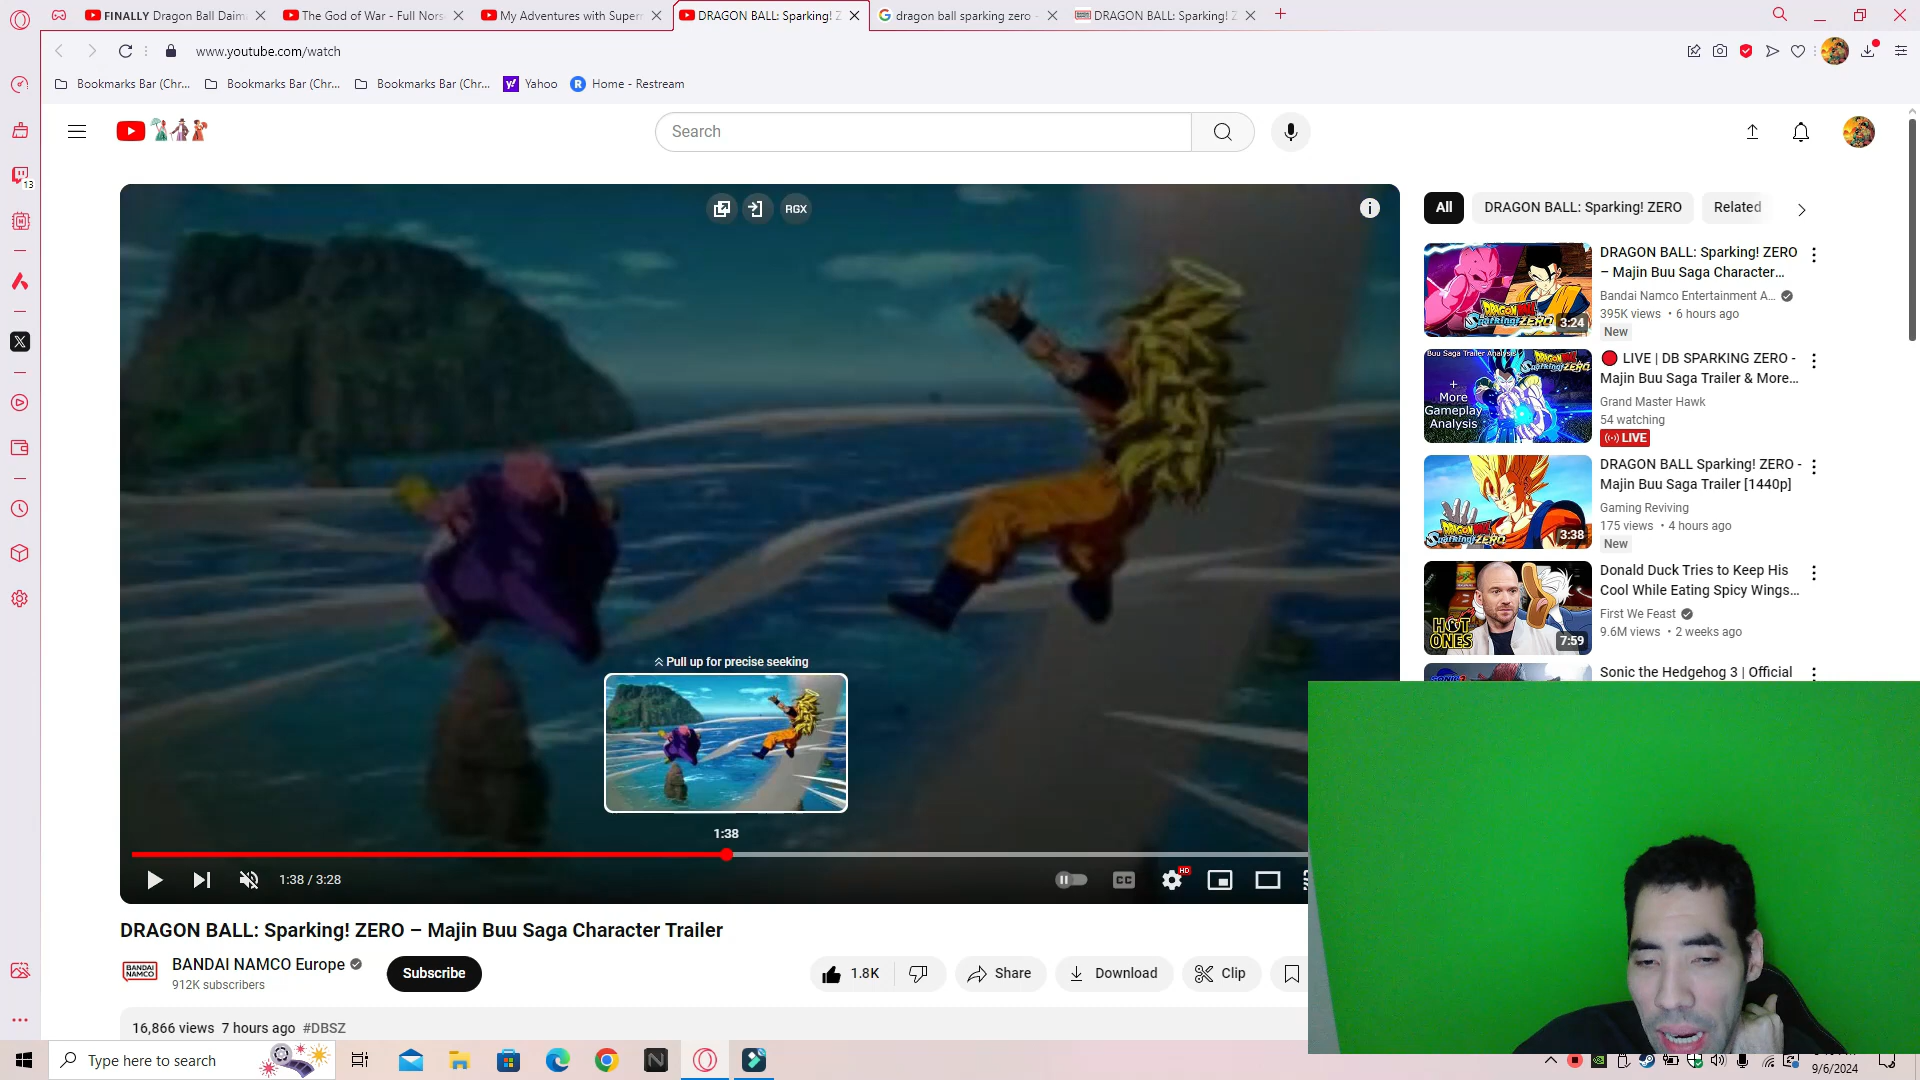 FINALLY Dragon Ball Daim
The God of War - Full Nors
My Adventures with Super
DRAGON BALL: Sparking! Z
dragon ball sparking zero -
DRAGON BALL: Sparking! Z
www.youtube.com/watch
Bookmarks Bar (Chr...
Bookmarks Bar (Chr...
Bookmarks Bar (Chr...
Yahoo
Home - Restream
Search
13
RGX
All
DRAGON BALL: Sparking! ZERO
Related
DRAGON BALL: Sparking! ZERO
– Majin Buu Saga Character...
Bandai Namco Entertainment A...
395K views • 6 hours ago
New
3:24
LIVE | DB SPARKING ZERO -
Majin Buu Saga Trailer & More...
Grand Master Hawk
54 watching
LIVE
Buu Saga Trailer Analysis
+
More
Gameplay
Analysis
DRAGON BALL Sparking! ZERO -
Majin Buu Saga Trailer [1440p]
Gaming Reviving
175 views • 4 hours ago
New
3:38
Donald Duck Tries to Keep His
Cool While Eating Spicy Wings...
First We Feast
9.6M views • 2 weeks ago
HOT
ONES
7:59
Sonic the Hedgehog 3 | Official
Pull up for precise seeking
1:38
1:38 / 3:28
CC
HD
DRAGON BALL: Sparking! ZERO – Majin Buu Saga Character Trailer
BANDAI
NAMCO
BANDAI NAMCO Europe
912K subscribers
Subscribe
1.8K
Share
Download
Clip
16,866 views 7 hours ago #DBSZ
Type here to search
9/6/2024